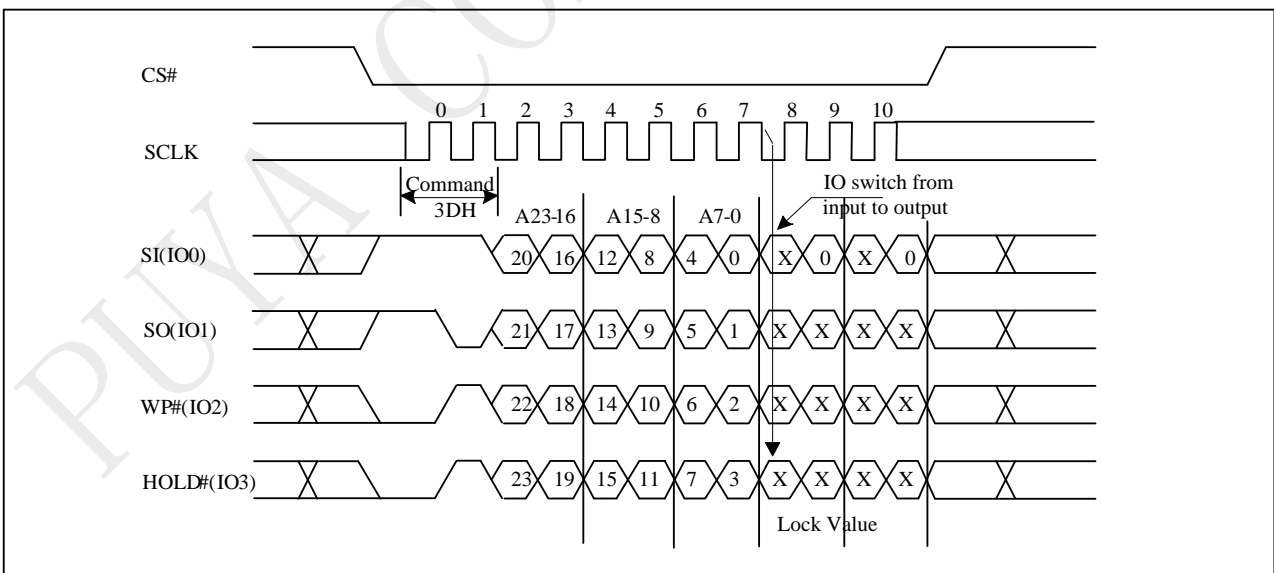 PUYA CO
CS#
0 1 2 3 4 5 6 7 8 9 10
SCLK
Command
3DH
IO switch from
input to output
A23-16 A15-8 A7-0
SI(IO0) 20 16 12 8 4 0 X 0 X 0
SO(IO1) 21 17 13 9 5 1 X X X X
WP#(IO2) 22 18 14 10 6 2 X X X X
HOLD#(IO3) 23 19 15 11 7 3 X X X X
Lock Value